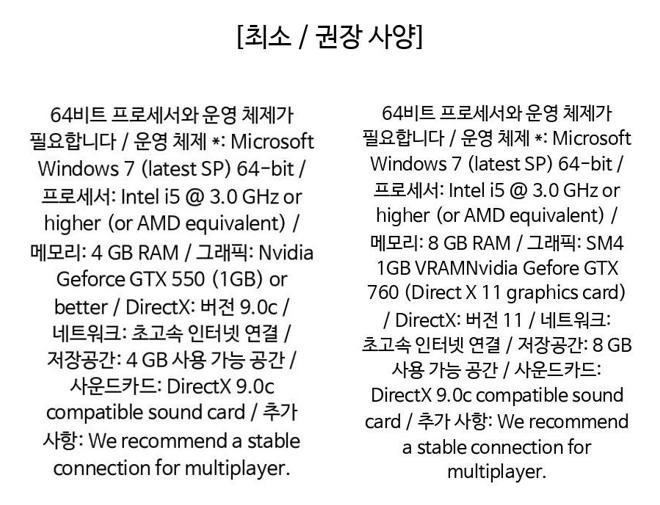 [최소 / 권장 사양]
64비트 프로세서와 운영 체제가
필요합니다 / 운영 체제 *: Microsoft
Windows 7 (latest SP) 64-bit /
프로세서: Intel i5 @ 3.0 GHz or
higher (or AMD equivalent) /
메모리: 4 GB RAM / 그래픽: Nvidia
Geforce GTX 550 (1GB) or
better / DirectX: 버전 9.0c /
네트워크: 초고속 인터넷 연결 /
저장공간: 4 GB 사용 가능 공간 /
사운드카드: DirectX 9.0c
compatible sound card / 추가
사항: We recommend a stable
connection for multiplayer.
64비트 프로세서와 운영 체제가
필요합니다 / 운영 체제 *: Microsoft
Windows 7 (latest SP) 64-bit /
프로세서: Intel i5 @ 3.0 GHz or
higher (or AMD equivalent) /
메모리: 8 GB RAM / 그래픽: SM4
1GB VRAMNvidia Gefore GTX
760 (Direct X 11 graphics card)
/ DirectX: 버전 11 / 네트워크:
초고속 인터넷 연결 / 저장공간: 8 GB
사용 가능 공간 / 사운드카드:
DirectX 9.0c compatible sound
card / 추가 사항: We recommend
a stable connection for
multiplayer.